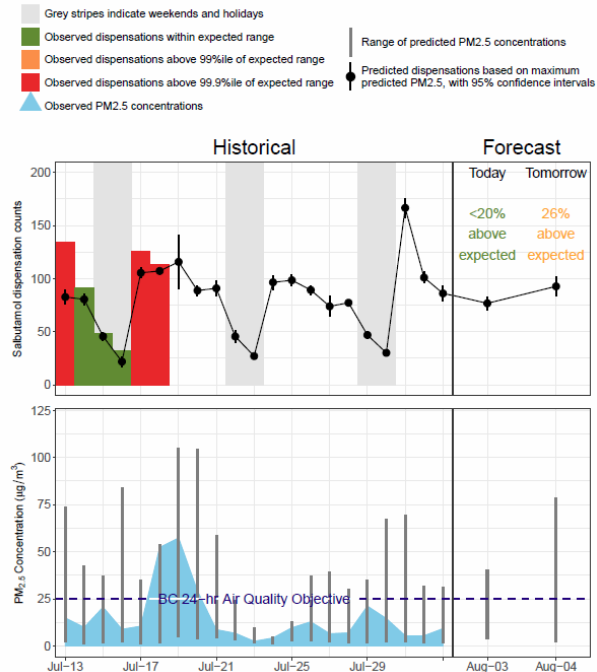 Grey stripes indicate weekends and holidays
Observed dispensations within expected range
Observed dispensations above 99%ile of expected range
Observed dispensations above 99.9%ile of expected range
Observed PM2.5 concentrations
Range of predicted PM2.5 concentrations
Predicted dispensations based on maximum
predicted PM2.5, with 95% confidence intervals
Historical
Forecast
Salbutamol dispensation counts
200
150
100
50
0
Today
Tomorrow
<20%
above
expected
26%
above
expected
PM2.5 Concentration (µg/m³)
125
100
75
50
25
0
BC 24−hr Air Quality Objective
Jul−13
Jul−17
Jul−21
Jul−25
Jul−29
Aug−03
Aug−04